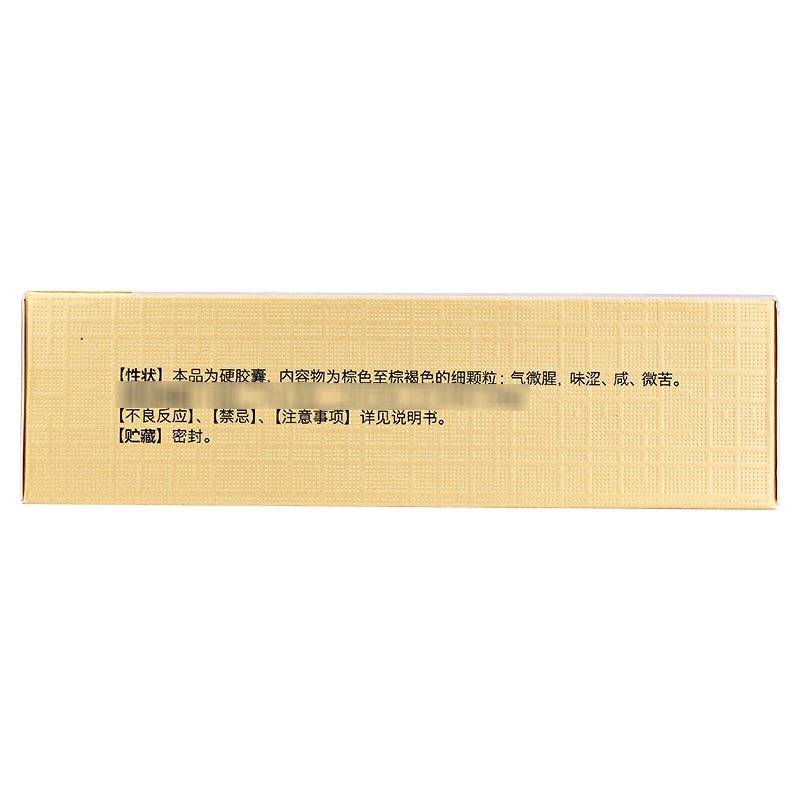 【性状】本品为硬胶囊，内容物为棕色至棕褐色的细颗粒；气微腥，味涩、咸、微苦。
【不良反应】、【禁忌】、【注意事项】详见说明书。
【贮藏】密封。